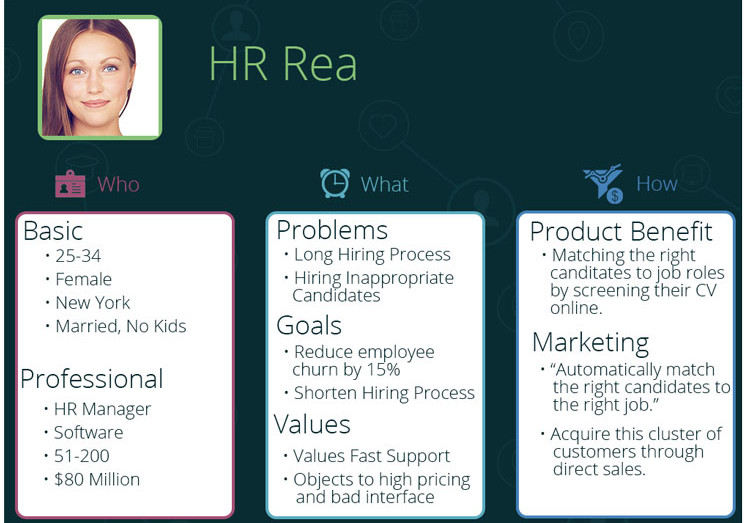 HR Rea
Who
Basic
• 25-34
• Female
• New York
• Married, No Kids
Professional
• HR Manager
• Software
• 51-200
• $80 Million
What
Problems
• Long Hiring Process
• Hiring Inappropriate
Candidates
Goals
• Reduce employee
churn by 15%
• Shorten Hiring Process
Values
• Values Fast Support
• Objects to high pricing
and bad interface
$
How
Product Benefit
• Matching the right
canditates to job roles
by screening their CV
online.
Marketing
• “Automatically match
the right candidates to
the right job.”
• Acquire this cluster of
customers through
direct sales.